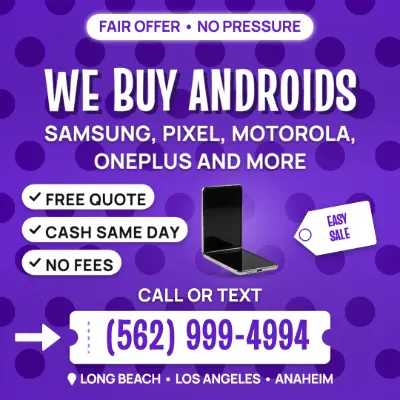 FAIR OFFER • NO PRESSURE
WE BUY ANDROIDS
SAMSUNG, PIXEL, MOTOROLA,
ONEPLUS AND MORE
FREE QUOTE
CASH SAME DAY
NO FEES
EASY
SALE
CALL OR TEXT
(562) 999-4994
LONG BEACH • LOS ANGELES • ANAHEIM